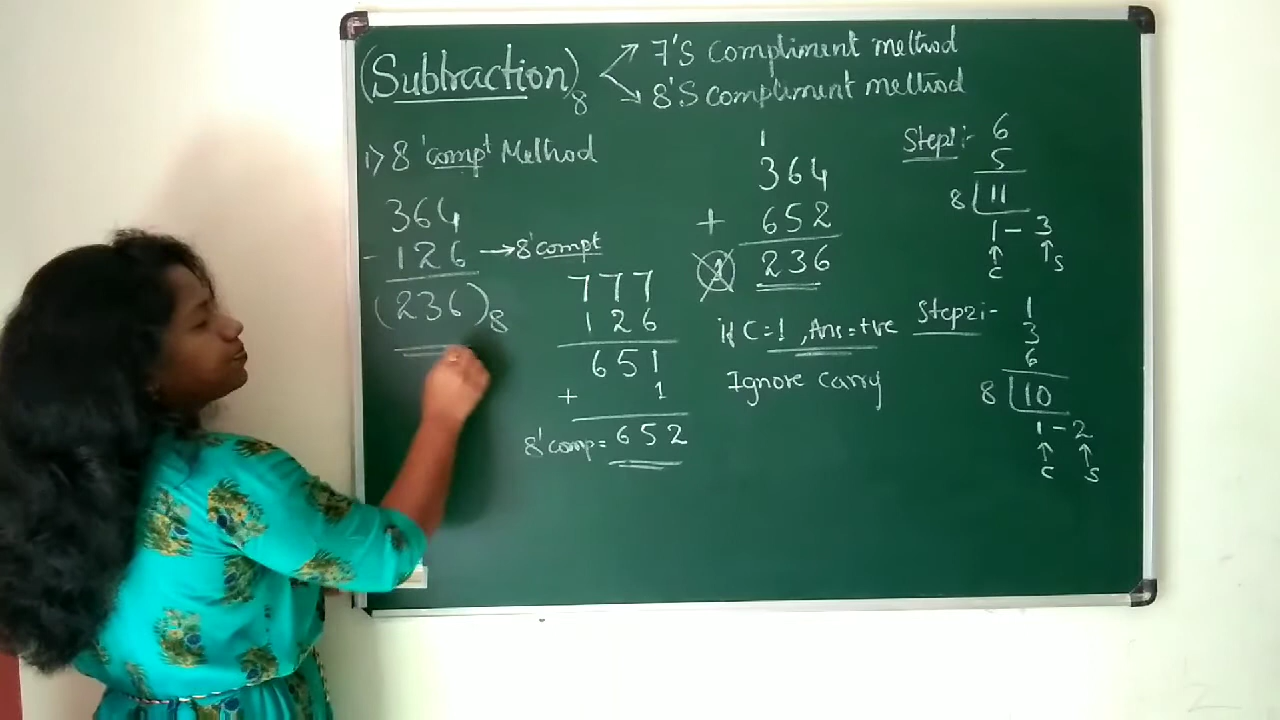 (Subtraction)8
7'S compliment method
8'S compliment method
1> 8 'compt Method
364
- 126 → 8'compt
(236)8
777
126
651
+ 1
8'comp = 652
1
364
+ 652
1 236
if C=1, Ans=+ve
Ignore carry
Step1:- 6
5
8 11
1 - 3
C S
Step2:- 1
3
6
8 10
1 - 2
C S